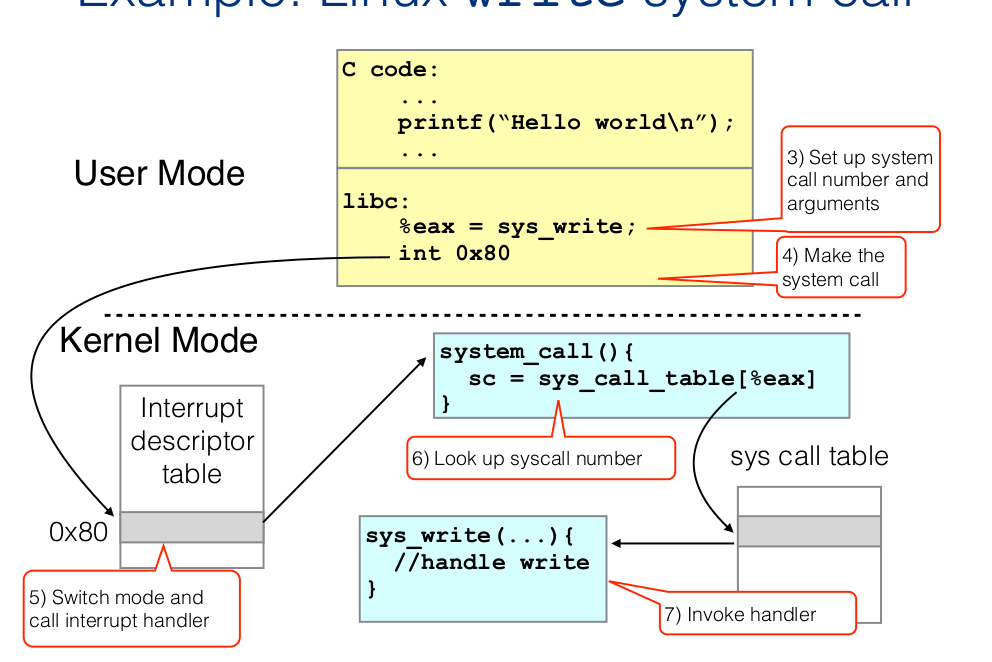 Example: Linux write system call
C code:
...
printf(“Hello world\n”);
...
User Mode
3) Set up system
call number and
arguments
libc:
%eax = sys_write;
int 0x80
4) Make the
system call
Kernel Mode
system_call(){
sc = sys_call_table[%eax]
}
Interrupt
descriptor
table
6) Look up syscall number
sys call table
0x80
sys_write(...){
//handle write
}
5) Switch mode and
call interrupt handler
7) Invoke handler